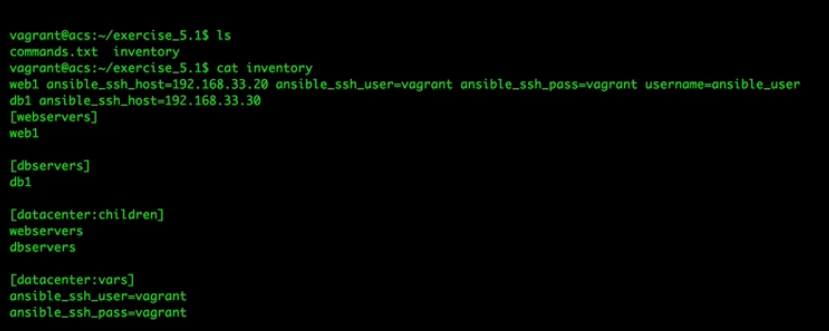 vagrant@acs:~/exercise_5.1$ ls
commands.txt  inventory
vagrant@acs:~/exercise_5.1$ cat inventory
web1 ansible_ssh_host=192.168.33.20 ansible_ssh_user=vagrant ansible_ssh_pass=vagrant username=ansible_user
db1 ansible_ssh_host=192.168.33.30
[webservers]
web1
[dbservers]
db1
[datacenter:children]
webservers
dbservers
[datacenter:vars]
ansible_ssh_user=vagrant
ansible_ssh_pass=vagrant